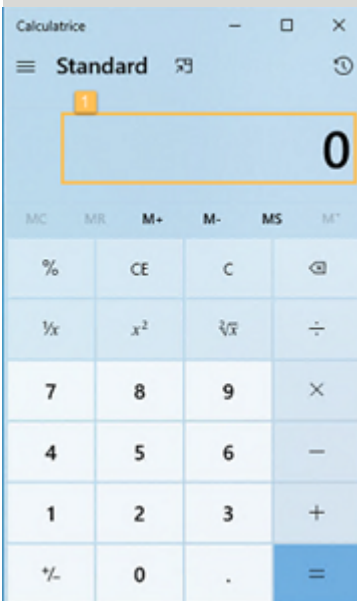 Calculatrice
Standard
1
0
MC MR M+ M- MS M˅
% CE C
¹/x x² ²√x ÷
7 8 9 ×
4 5 6 −
1 2 3 +
+/− 0 . =